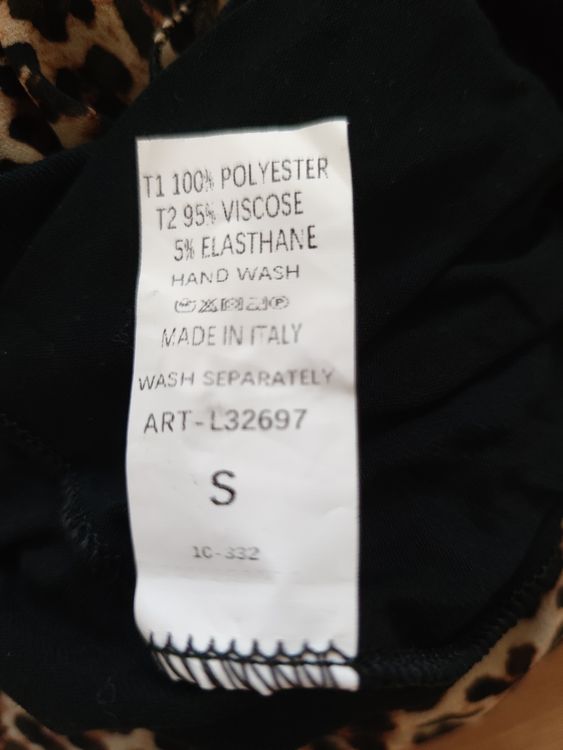 T1 100% POLYESTER
T2 95% VISCOSE
5% ELASTHANE
HAND WASH
MADE IN ITALY
WASH SEPARATELY
ART-L32697
S
10-332